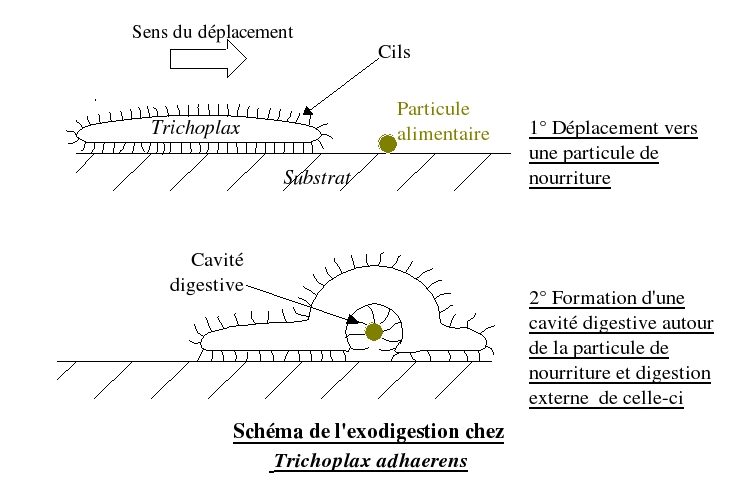 Sens du déplacement
Cils
Trichoplax
Particule
alimentaire
Substrat
1° Déplacement vers
une particule de
nourriture
Cavité
digestive
2° Formation d'une
cavité digestive autour
de la particule de
nourriture et digestion
externe de celle-ci
Schéma de l'exodigestion chez
Trichoplax adhaerens